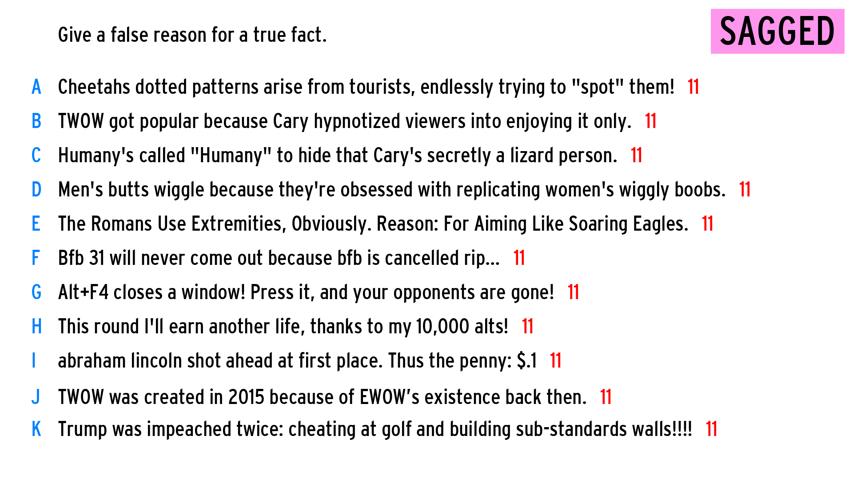 Give a false reason for a true fact.
SAGGED
A Cheetahs dotted patterns arise from tourists, endlessly trying to "spot" them! 11
B TWOW got popular because Cary hypnotized viewers into enjoying it only. 11
C Humany's called "Humany" to hide that Cary's secretly a lizard person. 11
D Men's butts wiggle because they're obsessed with replicating women's wiggly boobs. 11
E The Romans Use Extremities, Obviously. Reason: For Aiming Like Soaring Eagles. 11
F Bfb 31 will never come out because bfb is cancelled rip... 11
G Alt+F4 closes a window! Press it, and your opponents are gone! 11
H This round I'll earn another life, thanks to my 10,000 alts! 11
I abraham lincoln shot ahead at first place. Thus the penny: $.1 11
J TWOW was created in 2015 because of EWOW’s existence back then. 11
K Trump was impeached twice: cheating at golf and building sub-standards walls!!!! 11